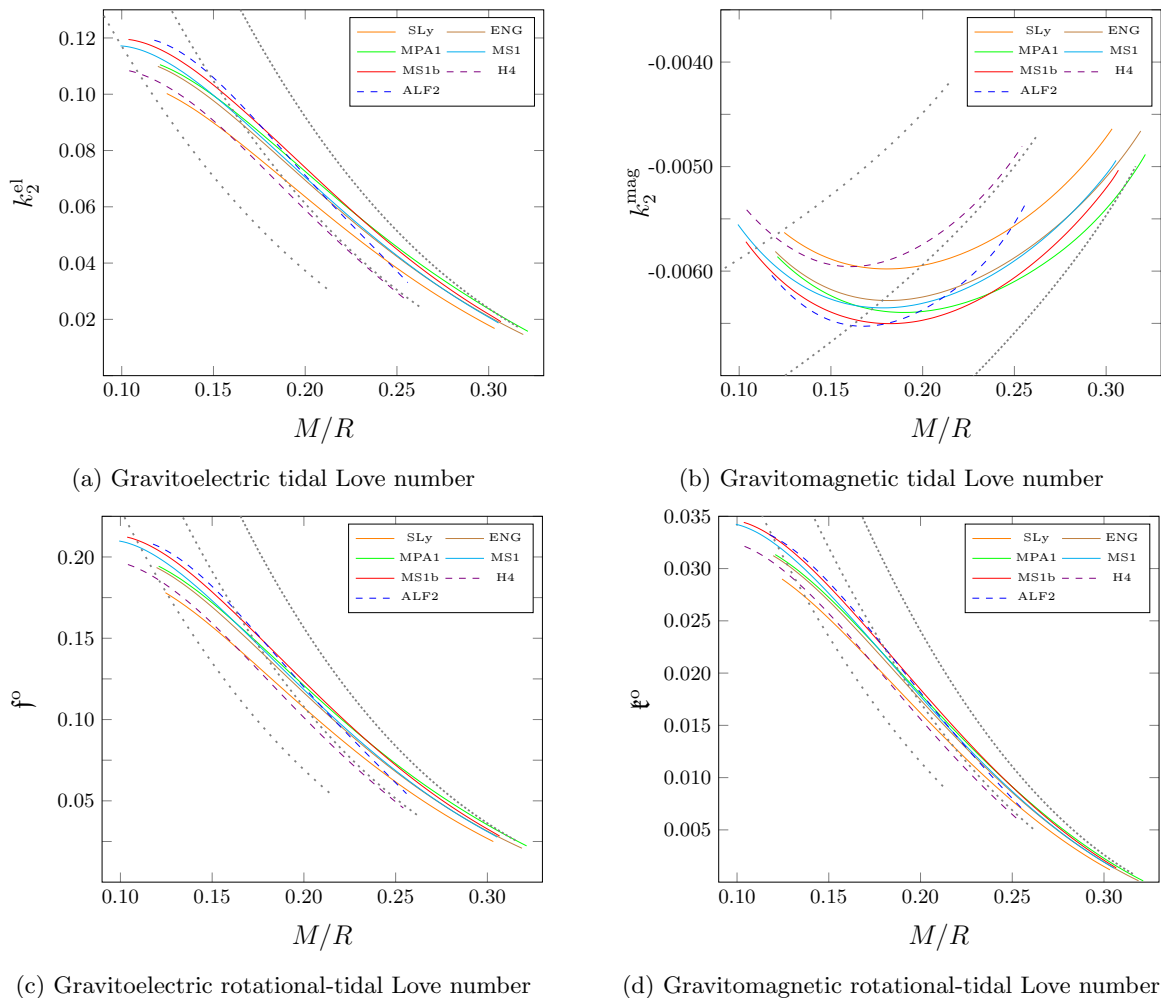 0.12
0.10
0.08
0.06
0.04
0.02
k₂ᵉˡ
SLy ENG
MPA1 MS1
MS1b H4
ALF2
0.10 0.15 0.20 0.25 0.30
M/R
(a) Gravitoelectric tidal Love number
-0.0040
-0.0050
-0.0060
k₂ᵐᵃᵍ
SLy ENG
MPA1 MS1
MS1b H4
ALF2
0.10 0.15 0.20 0.25 0.30
M/R
(b) Gravitomagnetic tidal Love number
0.20
0.15
0.10
0.05
𝔣ᵒ
SLy ENG
MPA1 MS1
MS1b H4
ALF2
0.10 0.15 0.20 0.25 0.30
M/R
(c) Gravitoelectric rotational-tidal Love number
0.035
0.030
0.025
0.020
0.015
0.010
0.005
𝔨ᵒ
SLy ENG
MPA1 MS1
MS1b H4
ALF2
0.10 0.15 0.20 0.25 0.30
M/R
(d) Gravitomagnetic rotational-tidal Love number